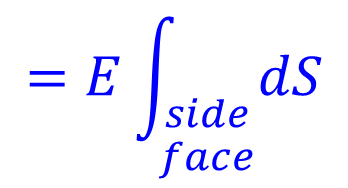 = E ∫ dS
side
face